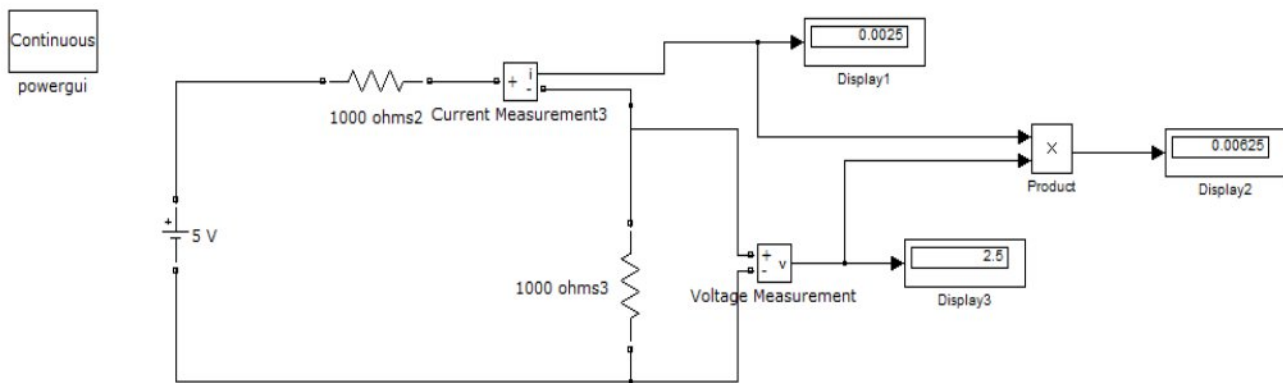 Continuous
powergui
1000 ohms2
+
i
-
Current Measurement3
0.0025
Display1
×
Product
0.00625
Display2
+
5 V
1000 ohms3
+
-
v
Voltage Measurement
2.5
Display3